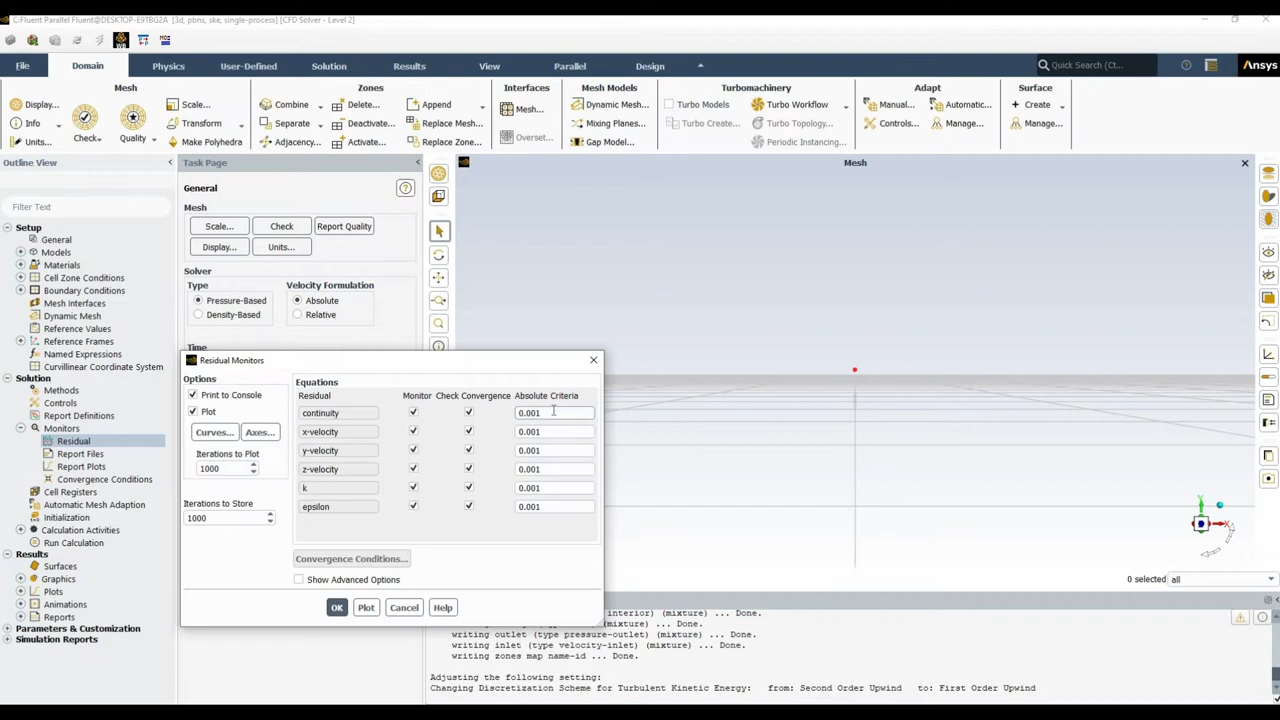 C:Fluent Parallel Fluent@DESKTOP-E9TBG2A [3d, pbns, ske, single-process] [CFD Solver - Level 2]
File Domain Physics User-Defined Solution Results View Parallel Design Quick Search (Ct... Ansys
Mesh Zones Interfaces Mesh Models Turbomachinery Adapt Surface
Display... Scale... Combine Delete... Append Mesh... Dynamic Mesh... Turbo Models Turbo Workflow Manual... Automatic... Create
Info Check Quality Transform Separate Deactivate... Replace Mesh... Mixing Planes... Turbo Create... Turbo Topology... Controls... Manage... Manage...
Units... Make Polyhedra Adjacency... Activate... Replace Zone... Overset... Gap Model... Periodic Instancing...
Outline View Task Page Mesh
Filter Text
Setup
General
Models
Materials
Cell Zone Conditions
Boundary Conditions
Mesh Interfaces
Dynamic Mesh
Reference Values
Reference Frames
Named Expressions
Curvillinear Coordinate System
Solution
Methods
Controls
Report Definitions
Monitors
Residual
Report Files
Report Plots
Convergence Conditions
Cell Registers
Automatic Mesh Adaption
Initialization
Calculation Activities
Run Calculation
Results
Surfaces
Graphics
Plots
Animations
Reports
Parameters & Customization
Simulation Reports
General
Mesh
Scale... Check Report Quality
Display... Units...
Solver
Type Velocity Formulation
Pressure-Based Absolute
Density-Based Relative
Time
Residual Monitors
Options
Print to Console
Plot
Curves... Axes...
Iterations to Plot
1000
Iterations to Store
1000
Equations
Residual Monitor Check Convergence Absolute Criteria
continuity 0.001
x-velocity 0.001
y-velocity 0.001
z-velocity 0.001
k 0.001
epsilon 0.001
Convergence Conditions...
Show Advanced Options
OK Plot Cancel Help
0 selected all
interior) (mixture) ... Done.
writing outlet (type pressure-outlet) (mixture) ... Done.
writing inlet (type velocity-inlet) (mixture) ... Done.
writing zones map name-id ... Done.
Adjusting the following setting:
Changing Discretization Scheme for Turbulent Kinetic Energy: from: Second Order Upwind to: First Order Upwind